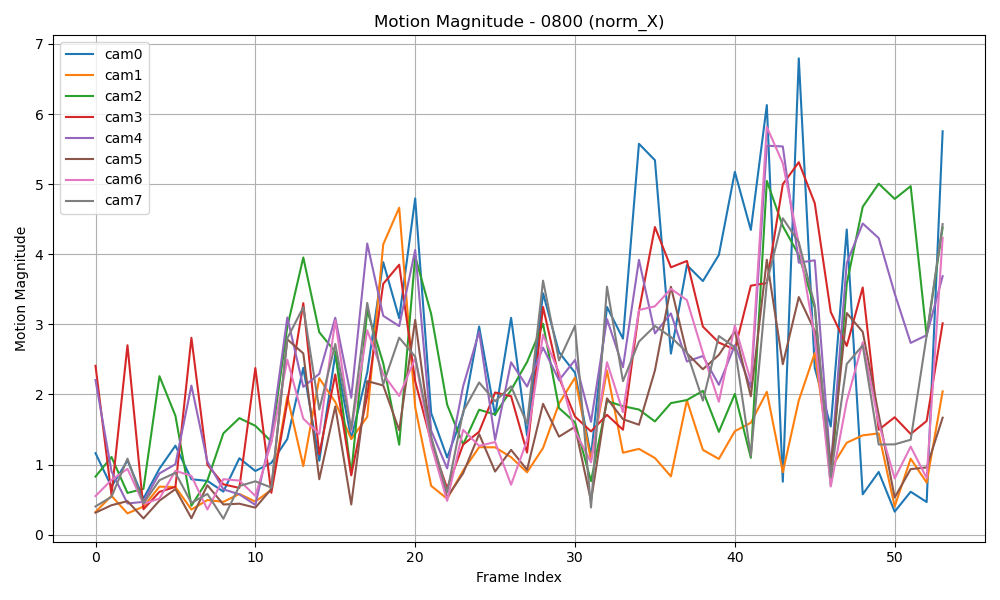 Motion Magnitude - 0800 (norm_X)
7
6
5
4
3
2
1
0
Motion Magnitude
cam0
cam1
cam2
cam3
cam4
cam5
cam6
cam7
0
10
20
30
40
50
Frame Index